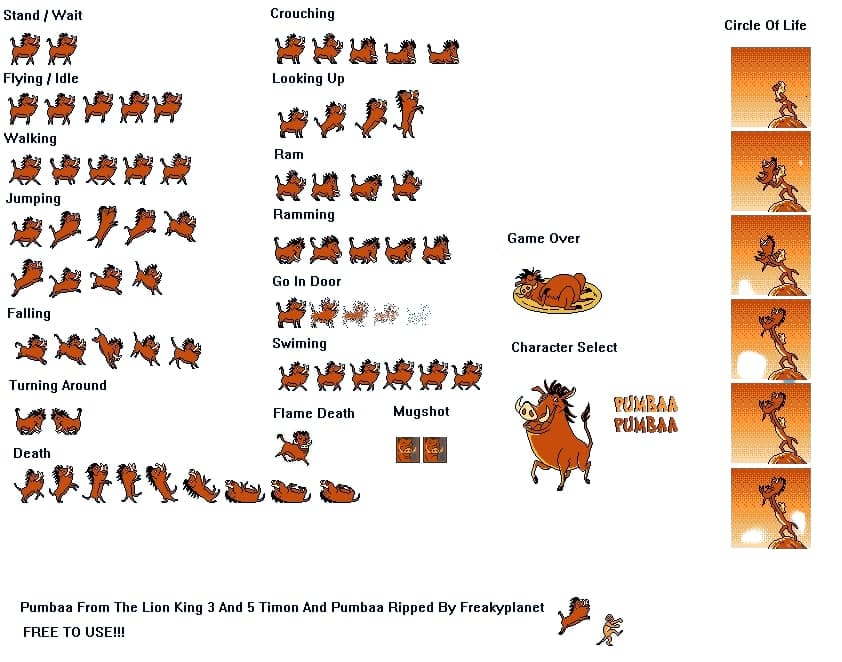 Stand / Wait
Flying / Idle
Walking
Jumping
Falling
Turning Around
Death
Crouching
Looking Up
Ram
Ramming
Go In Door
Swiming
Flame Death
Mugshot
Game Over
Character Select
PUMBAA
PUMBAA
Circle Of Life
Pumbaa From The Lion King 3 And 5 Timon And Pumbaa Ripped By Freakyplanet
FREE TO USE!!!